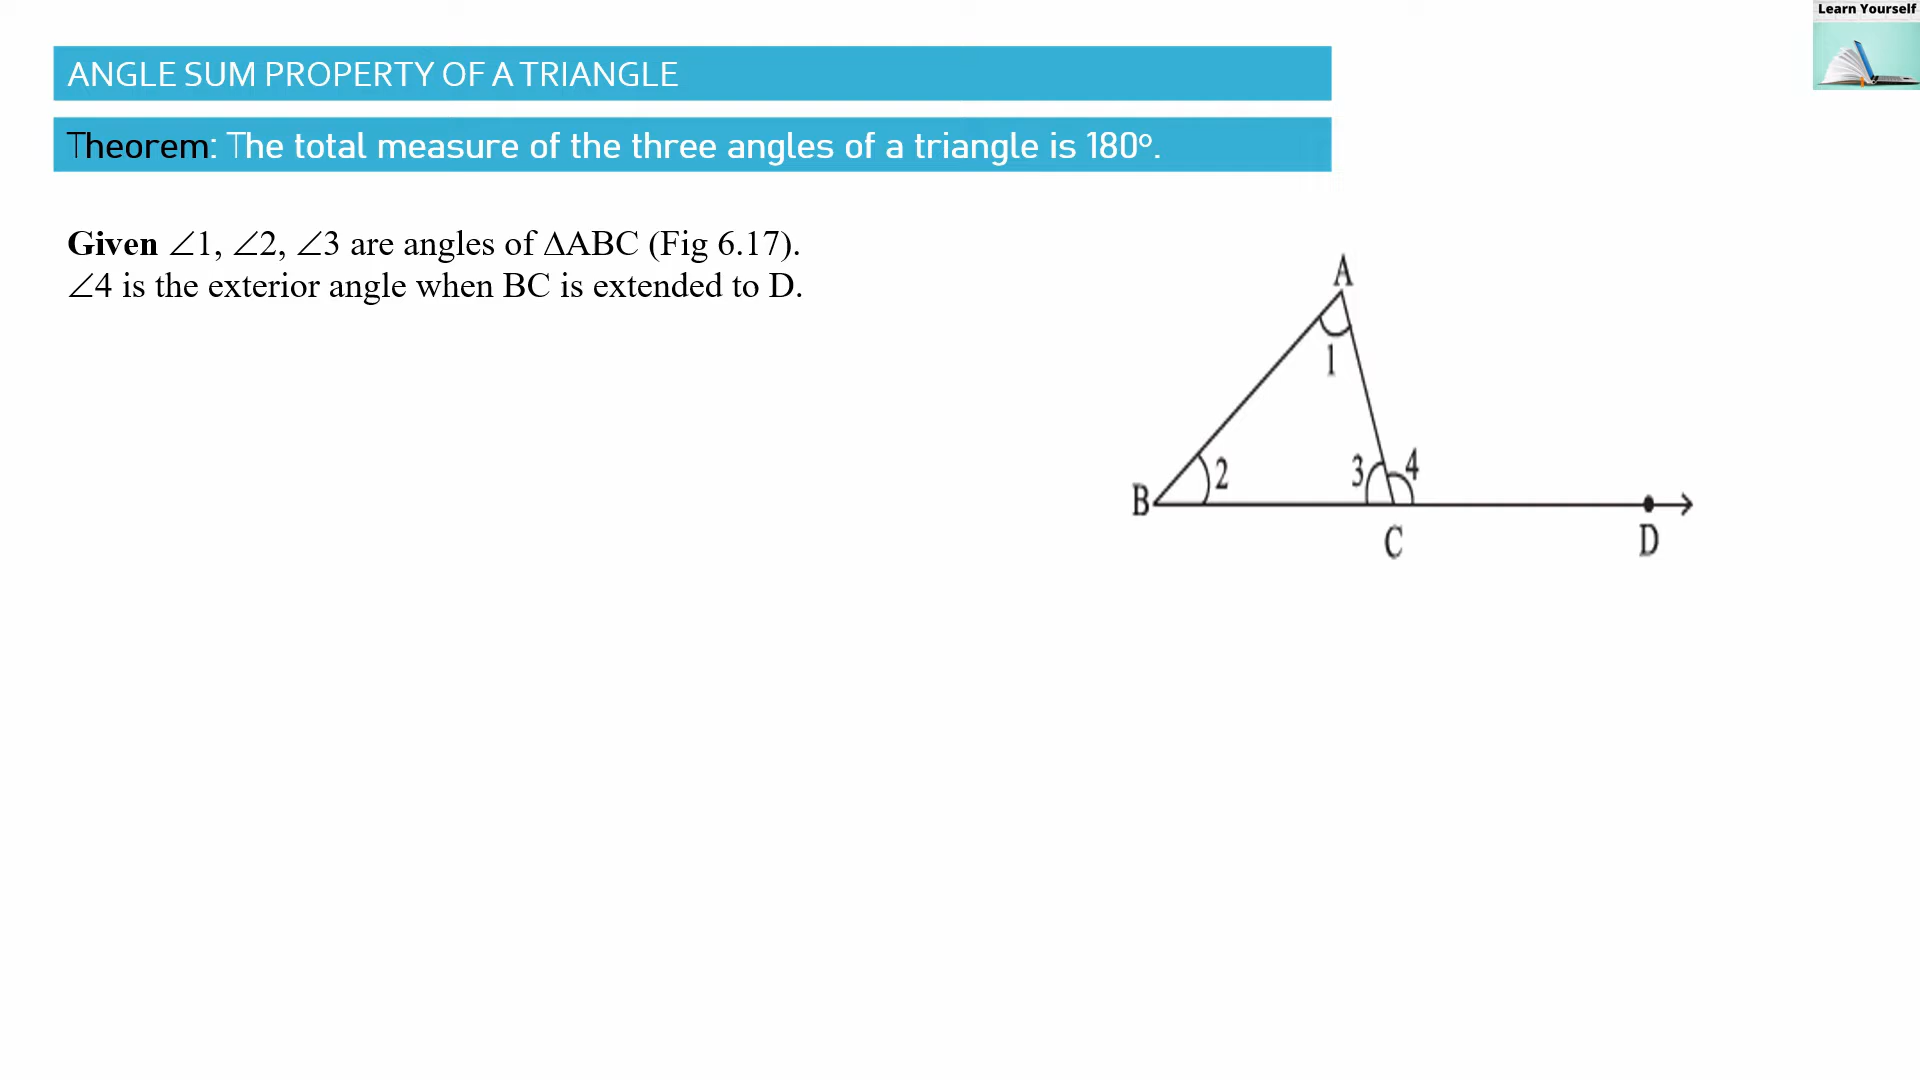 Learn Yourself
ANGLE SUM PROPERTY OF A TRIANGLE
Theorem: The total measure of the three angles of a triangle is 180º.
Given ∠1, ∠2, ∠3 are angles of ΔABC (Fig 6.17).
∠4 is the exterior angle when BC is extended to D.
A
1
B 2 3 4
C D